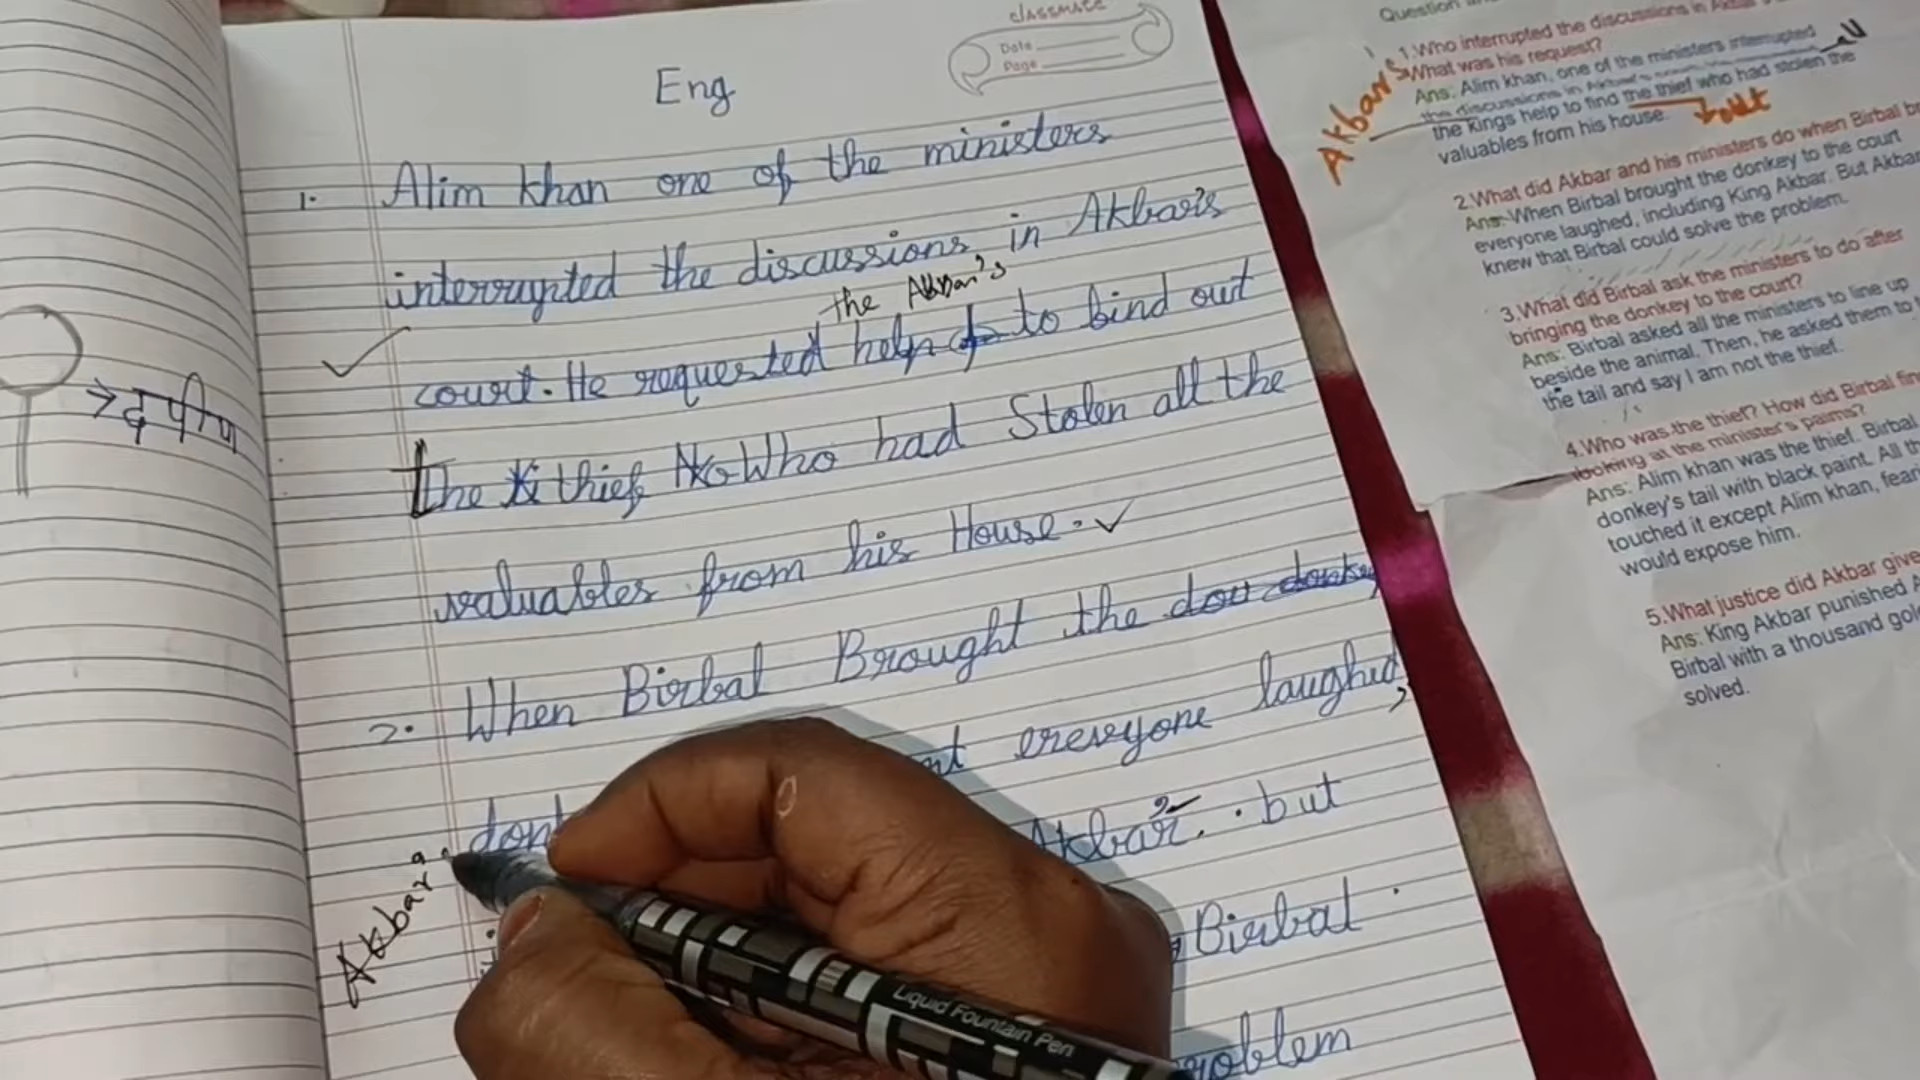 classmate
Date
Page
Eng
1. Alim khan one of the ministers
interrupted the discussions in Akbar's
the Akbar's
court. He requested help to find out
the thief Who had Stolen all the
valuables from his House.
2. When Birbal Brought the
everyone laughed,
Akbar . but
Birbal
problem
Akbar
Liquid Fountain Pen
Question
1.Who interrupted the discussions in
What was his request?
Ans: Alim khan, one of the ministers interrupted
the discussions in
the kings help to find the thief who had stolen the
valuables from his house.
Akbar's
out
all
2.What did Akbar and his ministers do when Birbal
Ans:-When Birbal brought the donkey to the court
everyone laughed, including King Akbar. But Akbar
knew that Birbal could solve the problem.
3.What did Birbal ask the ministers to do after
bringing the donkey to the court?
Ans: Birbal asked all the ministers to line up
beside the animal. Then, he asked them to
the tail and say I am not the thief.
4.Who was the thief? How did Birbal
looking at the minister's palms?
Ans: Alim khan was the thief. Birbal
donkey's tail with black paint. All
touched it except Alim khan,
would expose him.
5.What justice did Akbar
Ans: King Akbar punished
Birbal with a thousand
solved.